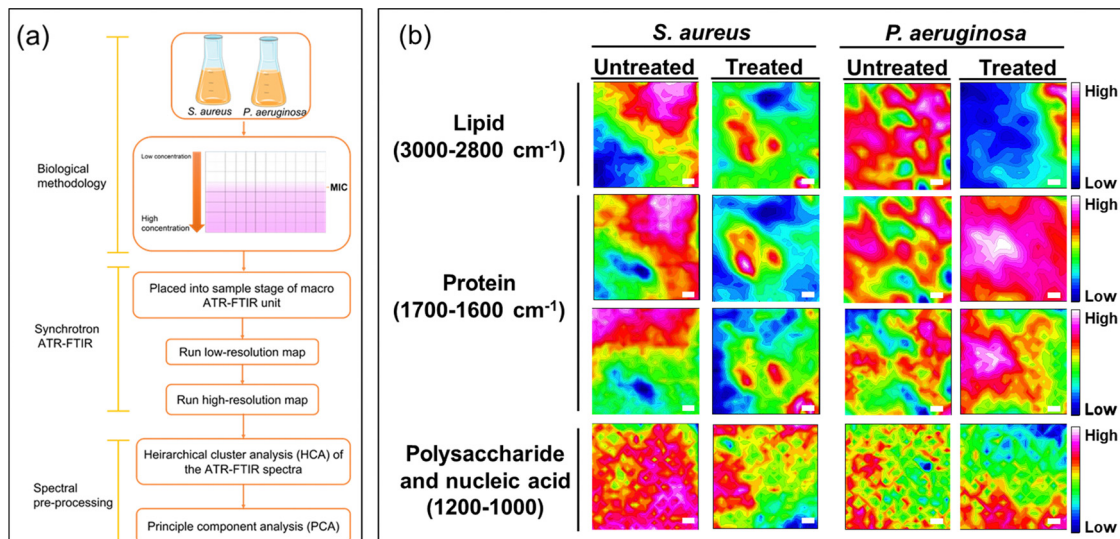 (a)
S. aureus P. aeruginosa
Low concentration
MIC
High
concentration
Biological
methodology
Placed into sample stage of macro
ATR-FTIR unit
Synchrotron
ATR-FTIR
Run low-resolution map
Run high-resolution map
Heirarchical cluster analysis (HCA) of
the ATR-FTIR spectra
Spectral
pre-processing
Principle component analysis (PCA)
(b)
S. aureus P. aeruginosa
Untreated Treated Untreated Treated
Lipid
(3000-2800 cm⁻¹)
High
Low
Protein
(1700-1600 cm⁻¹)
High
Low
High
Low
Polysaccharide
and nucleic acid
(1200-1000)
High
Low